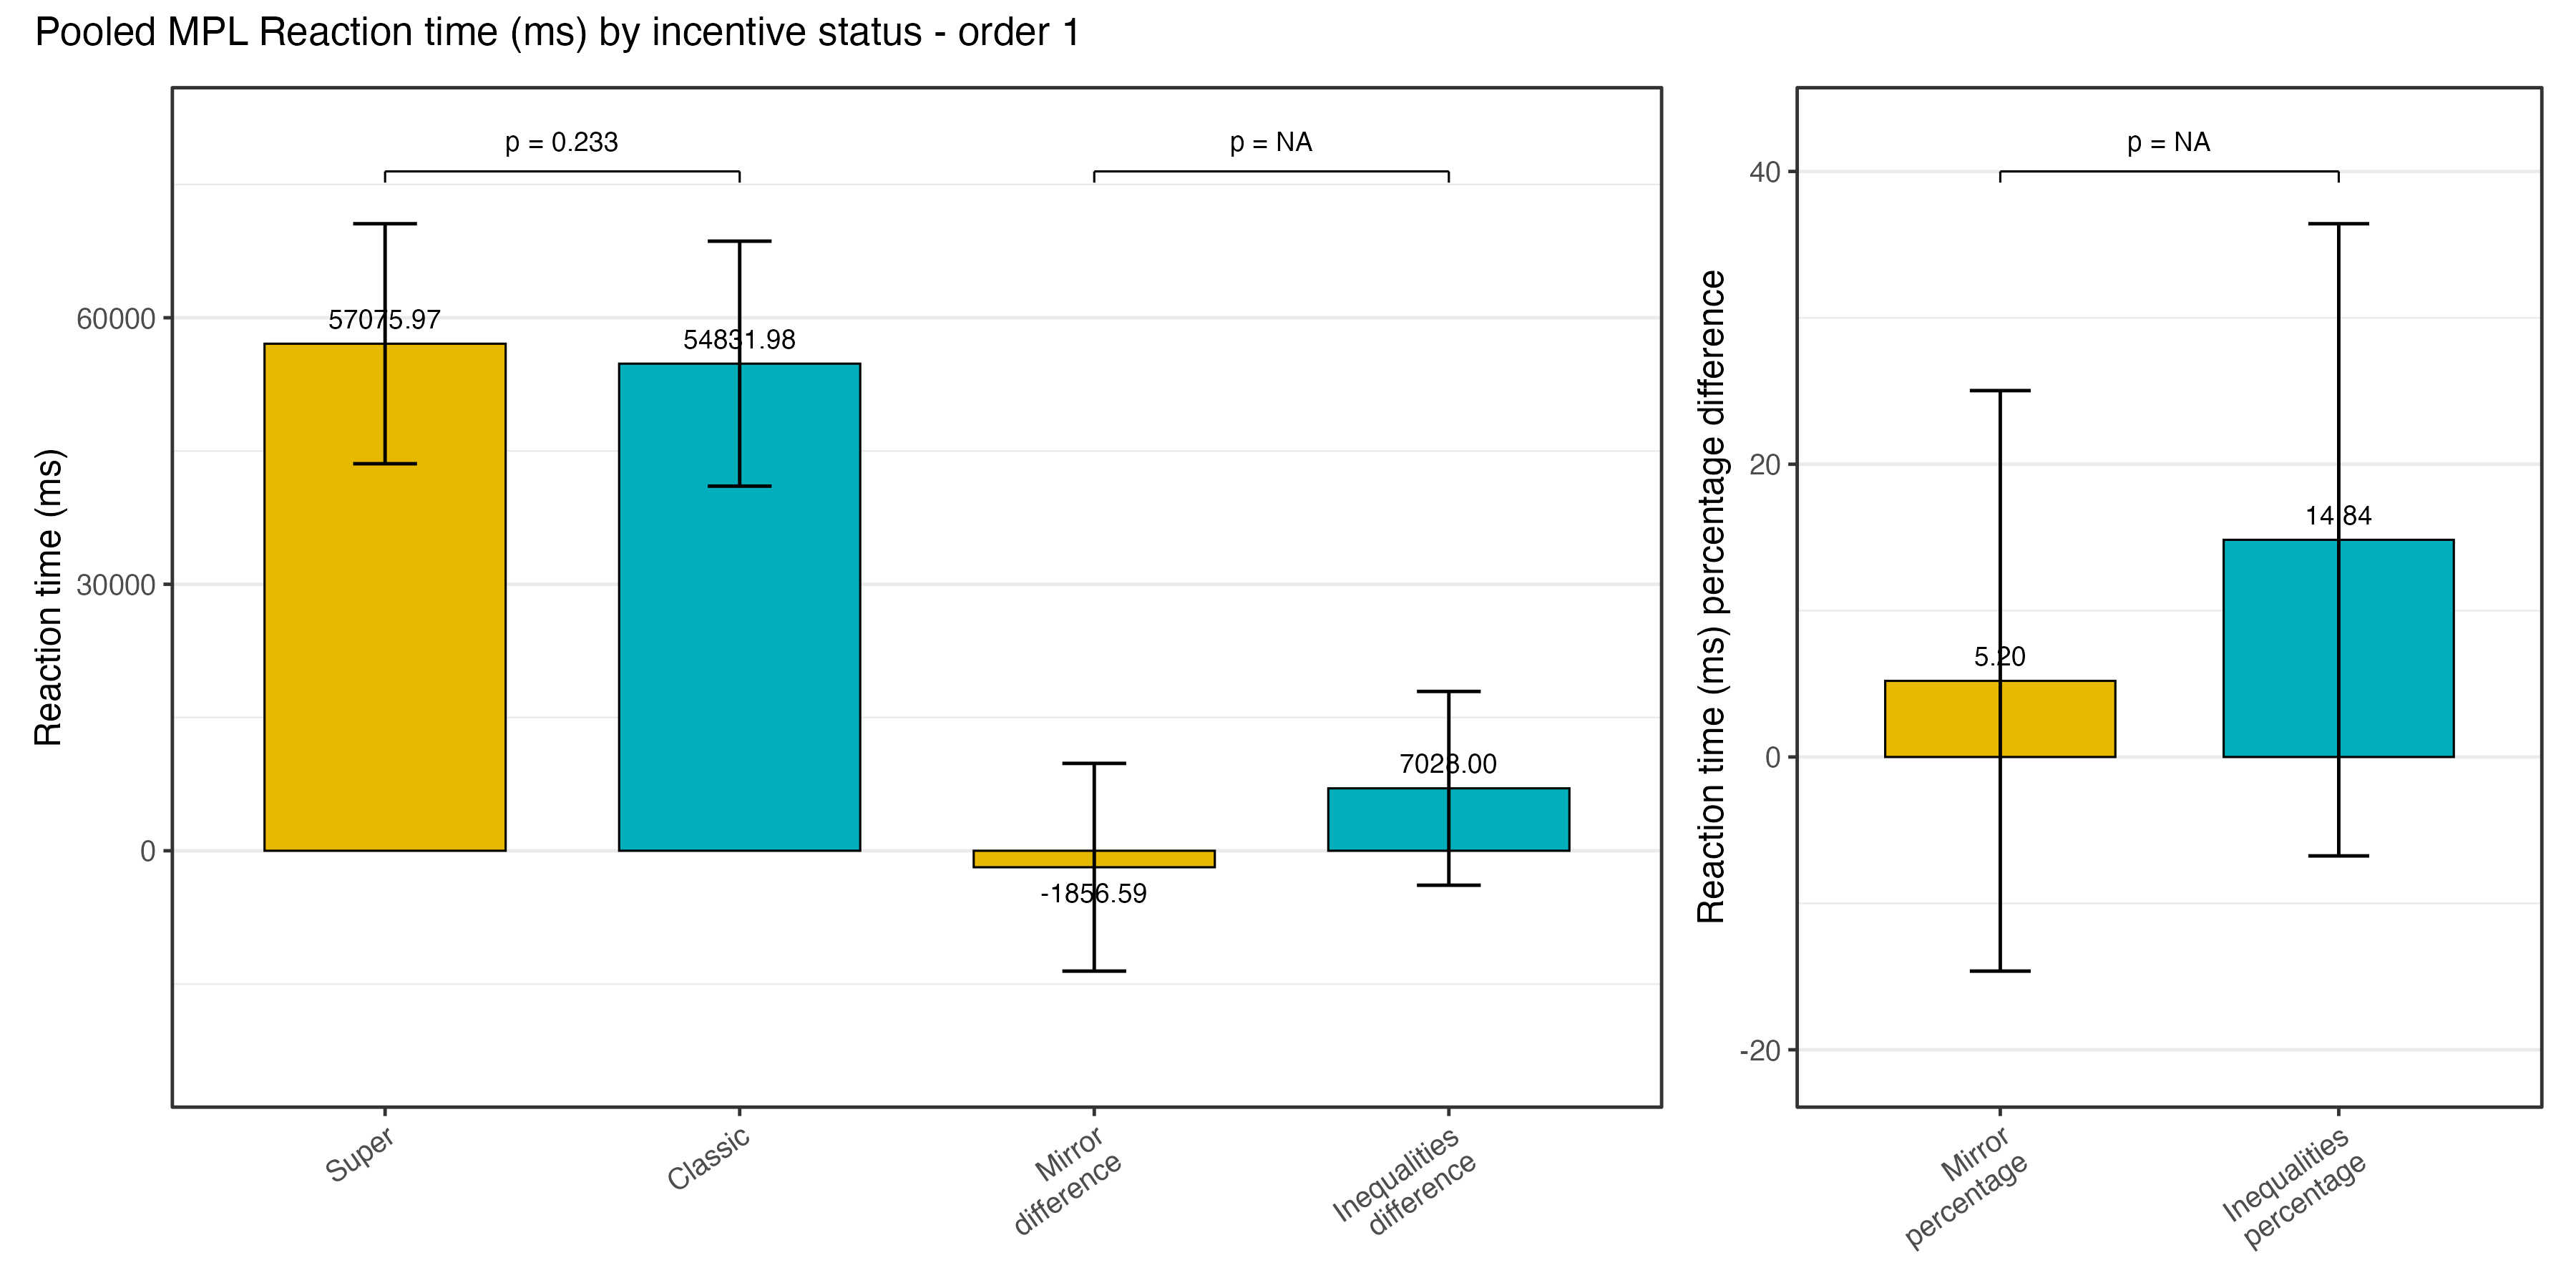 Pooled MPL Reaction time (ms) by incentive status - order 1
Reaction time (ms)
60000
30000
0
p = 0.233
p = NA
57075.97
54831.98
-1856.59
7028.00
Super
Classic
Mirror
difference
Inequalities
difference
Reaction time (ms) percentage difference
40
20
0
-20
p = NA
5.20
14.84
Mirror
percentage
Inequalities
percentage